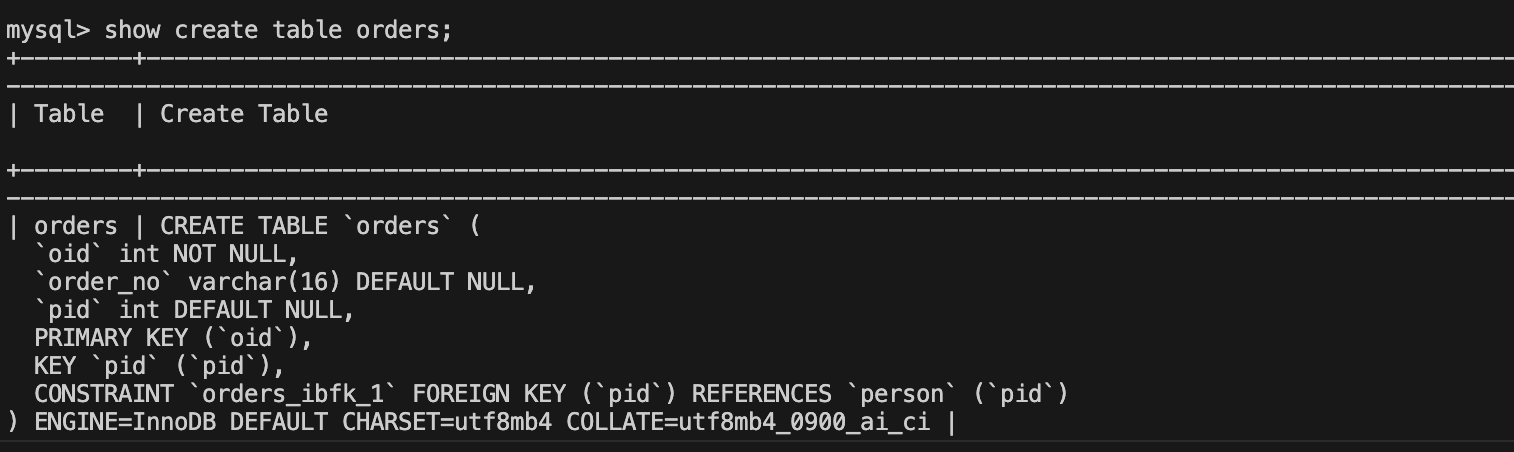 mysql> show create table orders;
+--------+------------------------------------------------------------------------------------------
------------------------------------------------------------------------------------------------------------
| Table  | Create Table
+--------+------------------------------------------------------------------------------------------
------------------------------------------------------------------------------------------------------------
| orders | CREATE TABLE `orders` (
  `oid` int NOT NULL,
  `order_no` varchar(16) DEFAULT NULL,
  `pid` int DEFAULT NULL,
  PRIMARY KEY (`oid`),
  KEY `pid` (`pid`),
  CONSTRAINT `orders_ibfk_1` FOREIGN KEY (`pid`) REFERENCES `person` (`pid`)
) ENGINE=InnoDB DEFAULT CHARSET=utf8mb4 COLLATE=utf8mb4_0900_ai_ci |